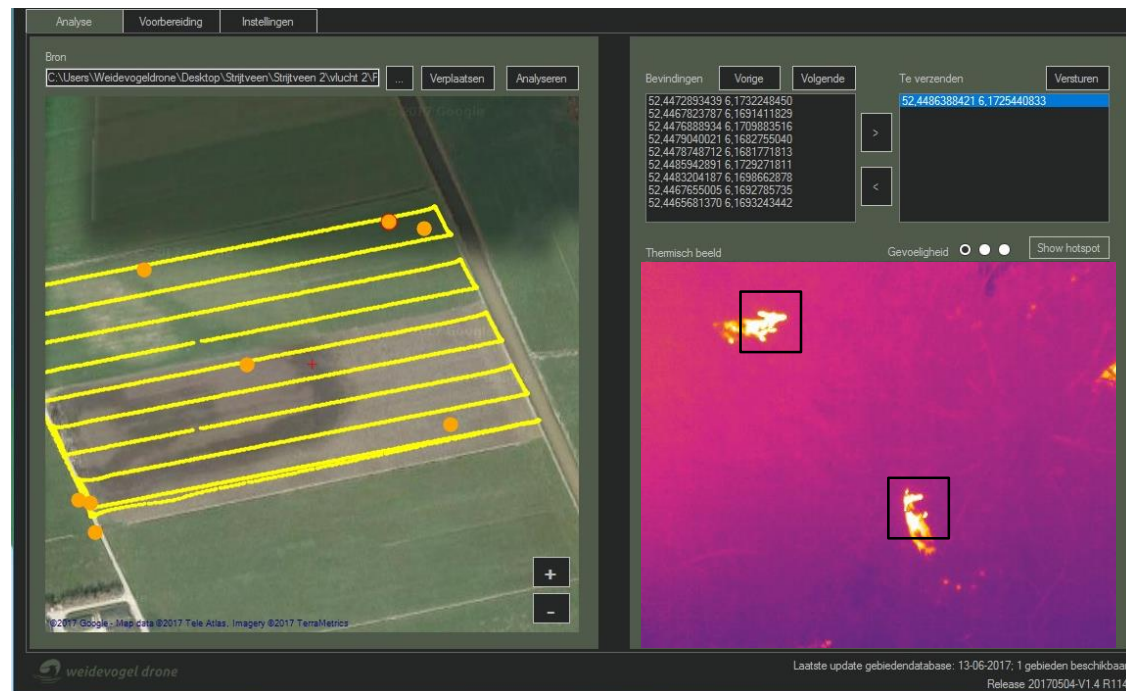 Analyse
Voorbereiding
Instellingen
Bron
C:\Users\Weidevogeldrone\Desktop\Strijtveen\Strijtveen 2\vlucht 2\F
...
Verplaatsen
Analyseren
2017 Google
2017 Google
+
-
©2017 Google - Map data ©2017 Tele Atlas, Imagery ©2017 TerraMetrics
Bevindingen
Vorige
Volgende
Te verzenden
Versturen
52,4472893439 6,1732248450
52,4467823787 6,1691411829
52,4476888934 6,1709883516
52,4479040021 6,1682755040
52,4478748712 6,1681771813
52,4485942891 6,1729271811
52,4483204187 6,1698662878
52,4467655005 6,1692785735
52,4465681370 6,1693243442
>
<
52,4486388421 6,1725440833
Thermisch beeld
Gevoeligheid
Show hotspot
weidevogel drone
Laatste update gebiedendatabase: 13-06-2017; 1 gebieden beschikbaar
Release 20170504-V1.4 R114